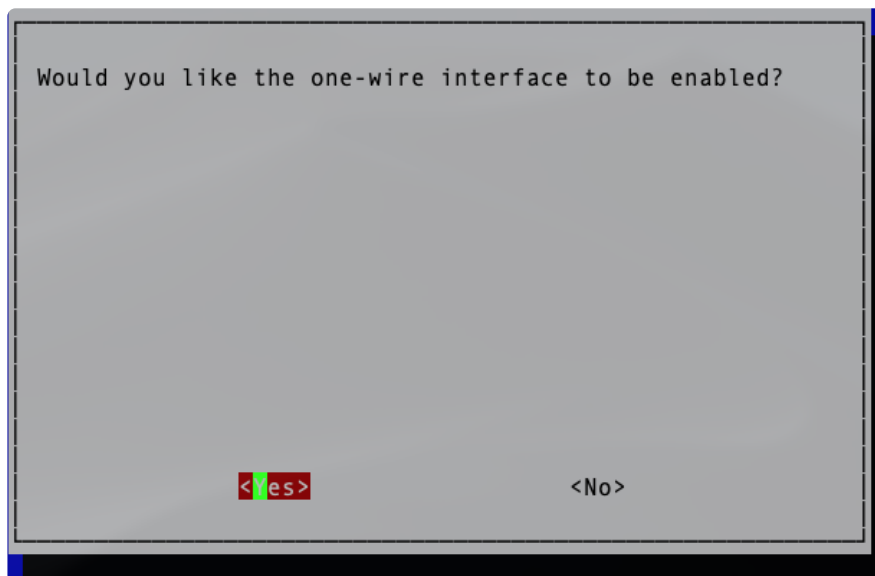 Would you like the one-wire interface to be enabled?
<Yes> <No>